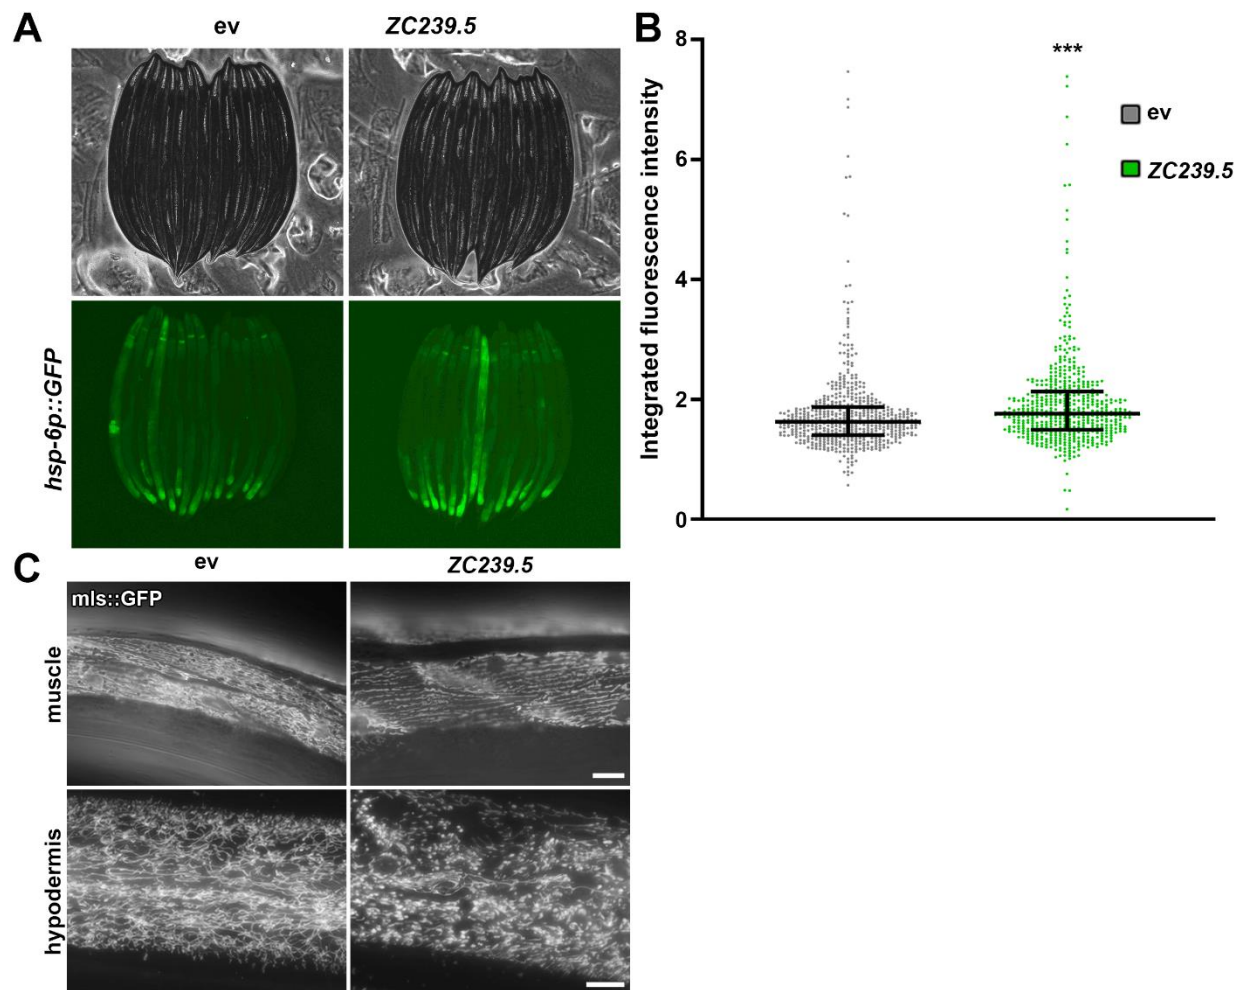 A
ev
ZC239.5
hsp-6p::GFP
B
8
6
4
2
0
Integrated fluorescence intensity
***
ev
ZC239.5
C
ev
ZC239.5
mls::GFP
muscle
hypodermis